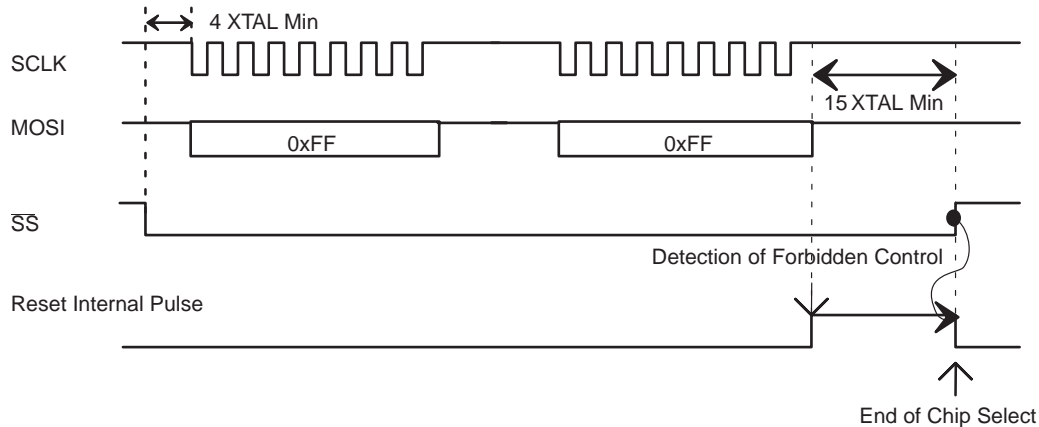 4 XTAL Min
SCLK
15 XTAL Min
MOSI
0xFF 0xFF
SS
Detection of Forbidden Control
Reset Internal Pulse
End of Chip Select